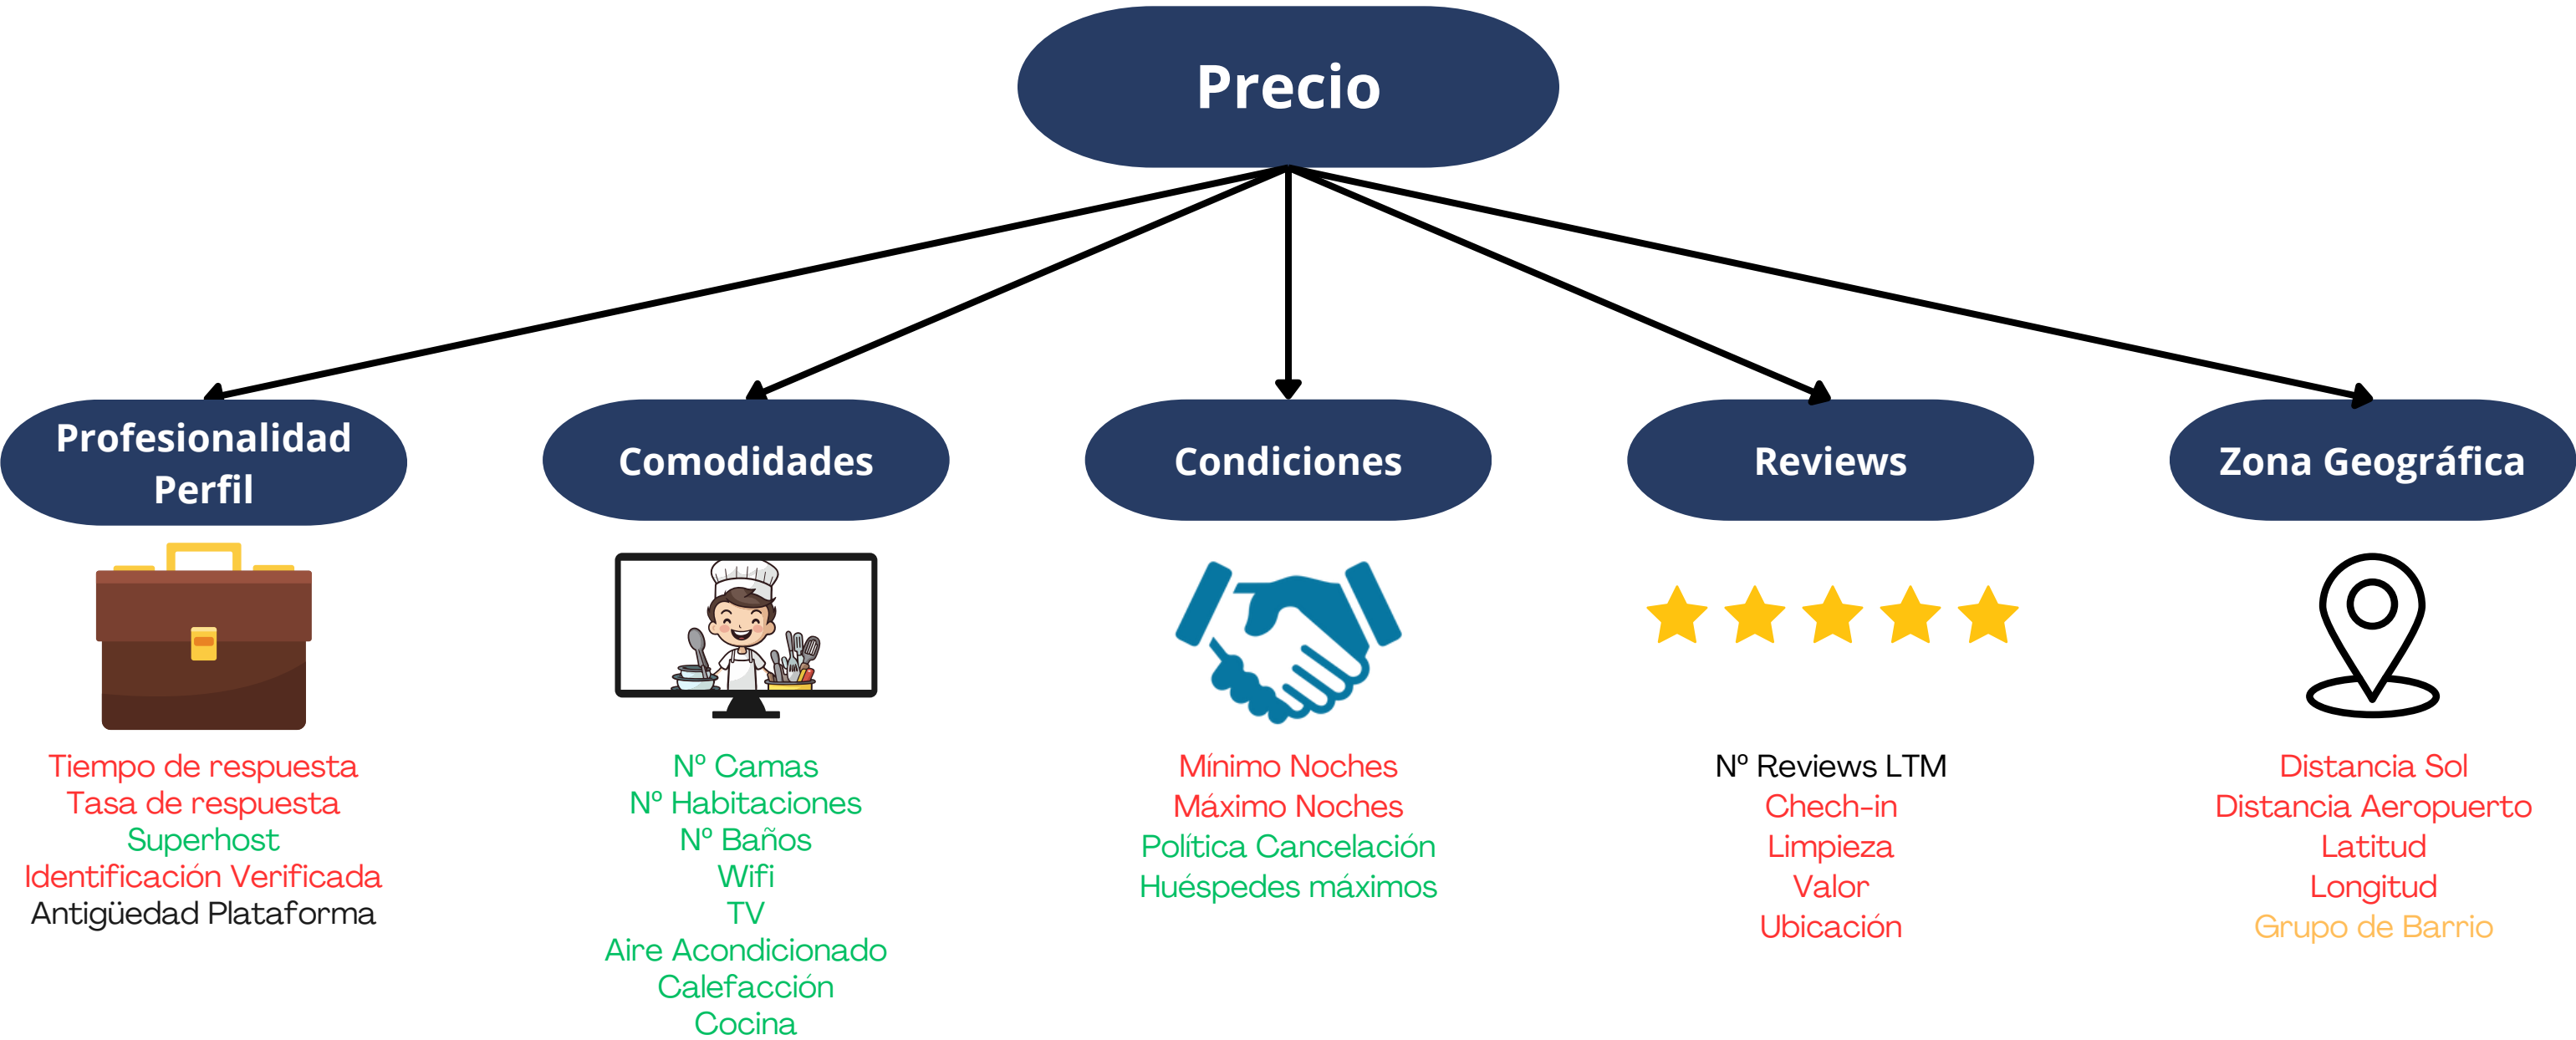 Precio
Profesionalidad
Perfil
Comodidades
Condiciones
Reviews
Zona Geográfica
Tiempo de respuesta
Tasa de respuesta
Superhost
Identificación Verificada
Antigüedad Plataforma
Nº Camas
Nº Habitaciones
Nº Baños
Wifi
TV
Aire Acondicionado
Calefacción
Cocina
Mínimo Noches
Máximo Noches
Política Cancelación
Huéspedes máximos
Nº Reviews LTM
Chech-in
Limpieza
Valor
Ubicación
Distancia Sol
Distancia Aeropuerto
Latitud
Longitud
Grupo de Barrio